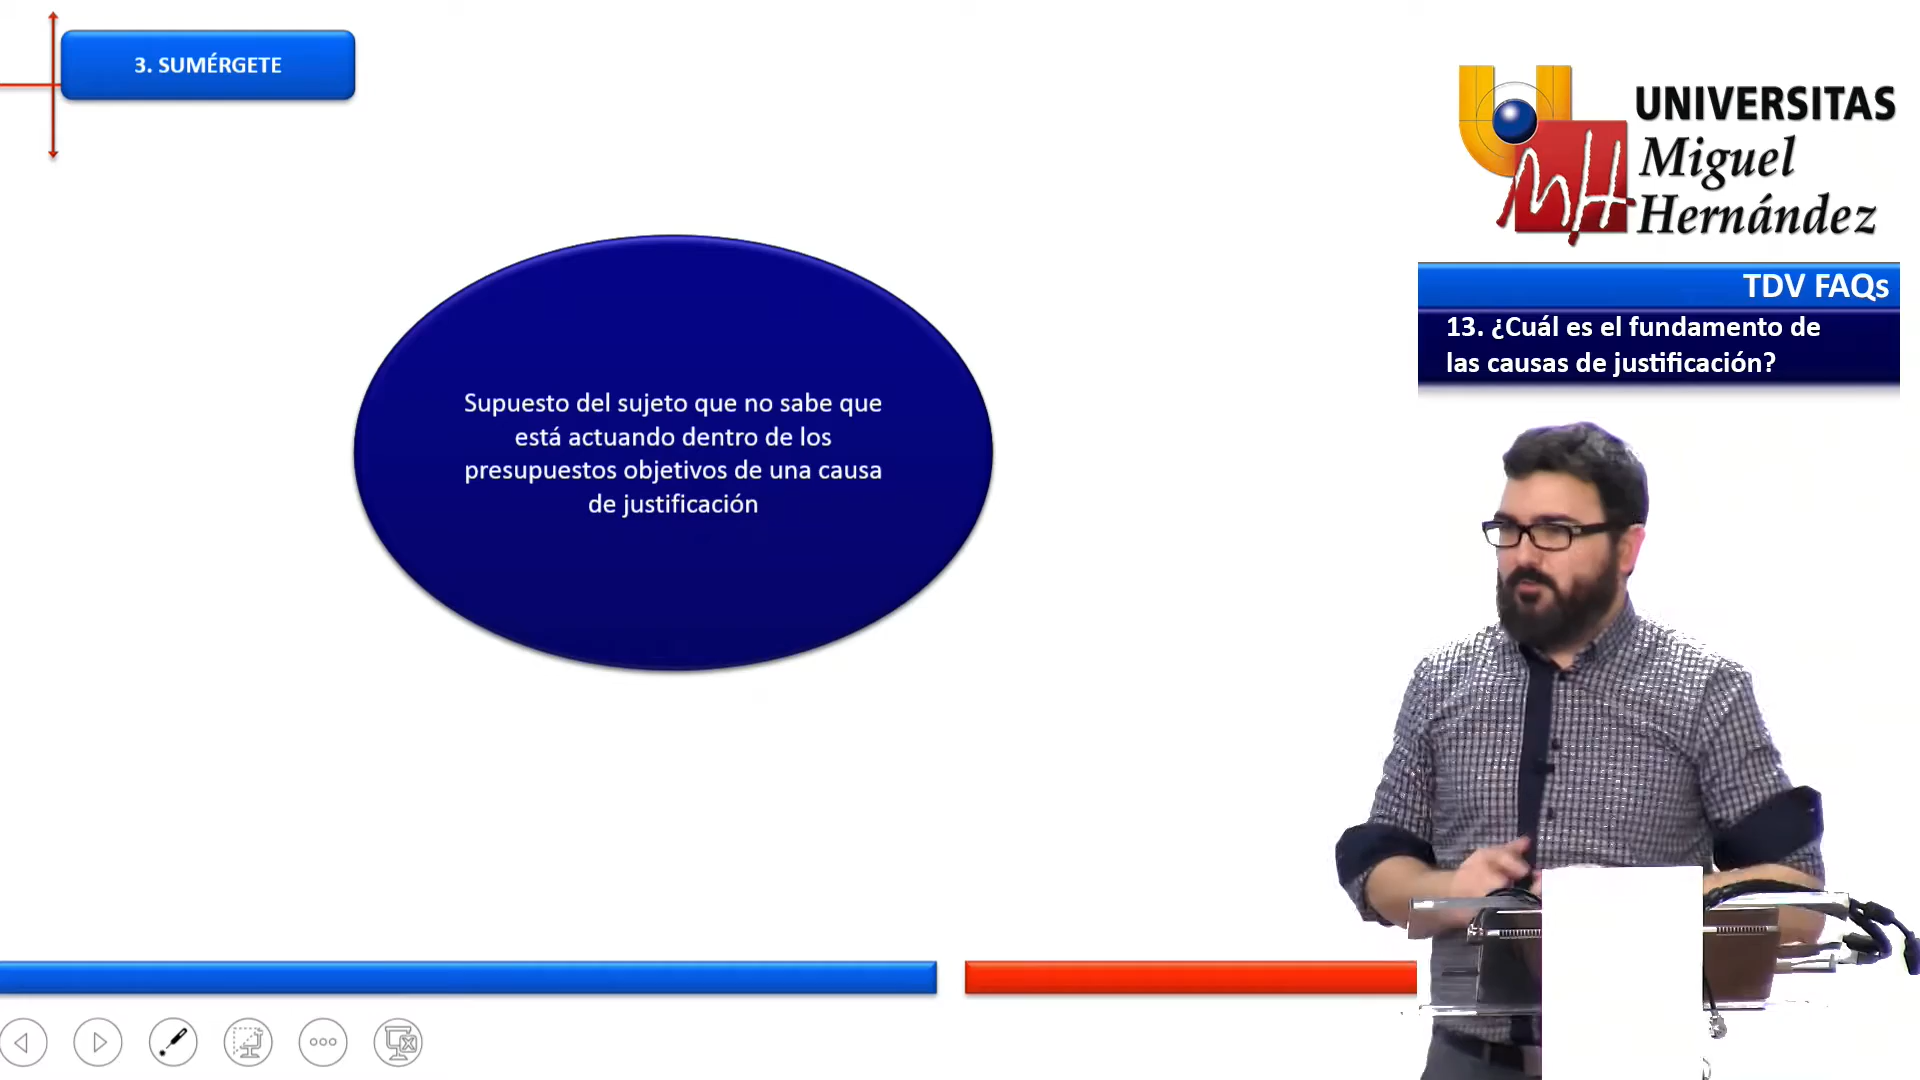 3. SUMÉRGETE
UNIVERSITAS
Miguel
Hernández
TDV FAQs
13. ¿Cuál es el fundamento de
las causas de justificación?
Supuesto del sujeto que no sabe que
está actuando dentro de los
presupuestos objetivos de una causa
de justificación